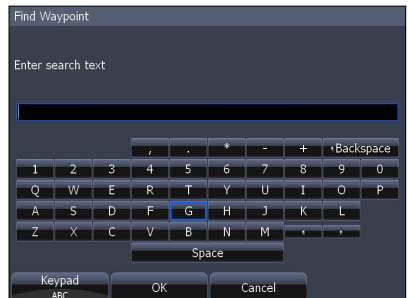 Find Waypoint
Enter search text
, . * - + Backspace
1 2 3 4 5 6 7 8 9 0
Q W E R T Y U I O P
A S D F G H J K L
Z X C V B N M
Space
Keypad OK Cancel
ABC